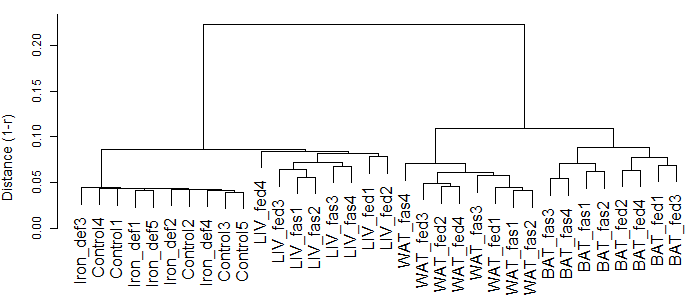 Distance (1-r)
0.20
0.15
0.10
0.05
0.00
Iron_def3
Control4
Control1
Iron_def1
Iron_def5
Iron_def2
Control2
Iron_def4
Control3
Control5
LIV_fed4
LIV_fed3
LIV_fas1
LIV_fas2
LIV_fas3
LIV_fas4
LIV_fed1
LIV_fed2
WAT_fas4
WAT_fed3
WAT_fed2
WAT_fed4
WAT_fas3
WAT_fed1
WAT_fas1
WAT_fas2
BAT_fas3
BAT_fas4
BAT_fas1
BAT_fas2
BAT_fed2
BAT_fed4
BAT_fed1
BAT_fed3